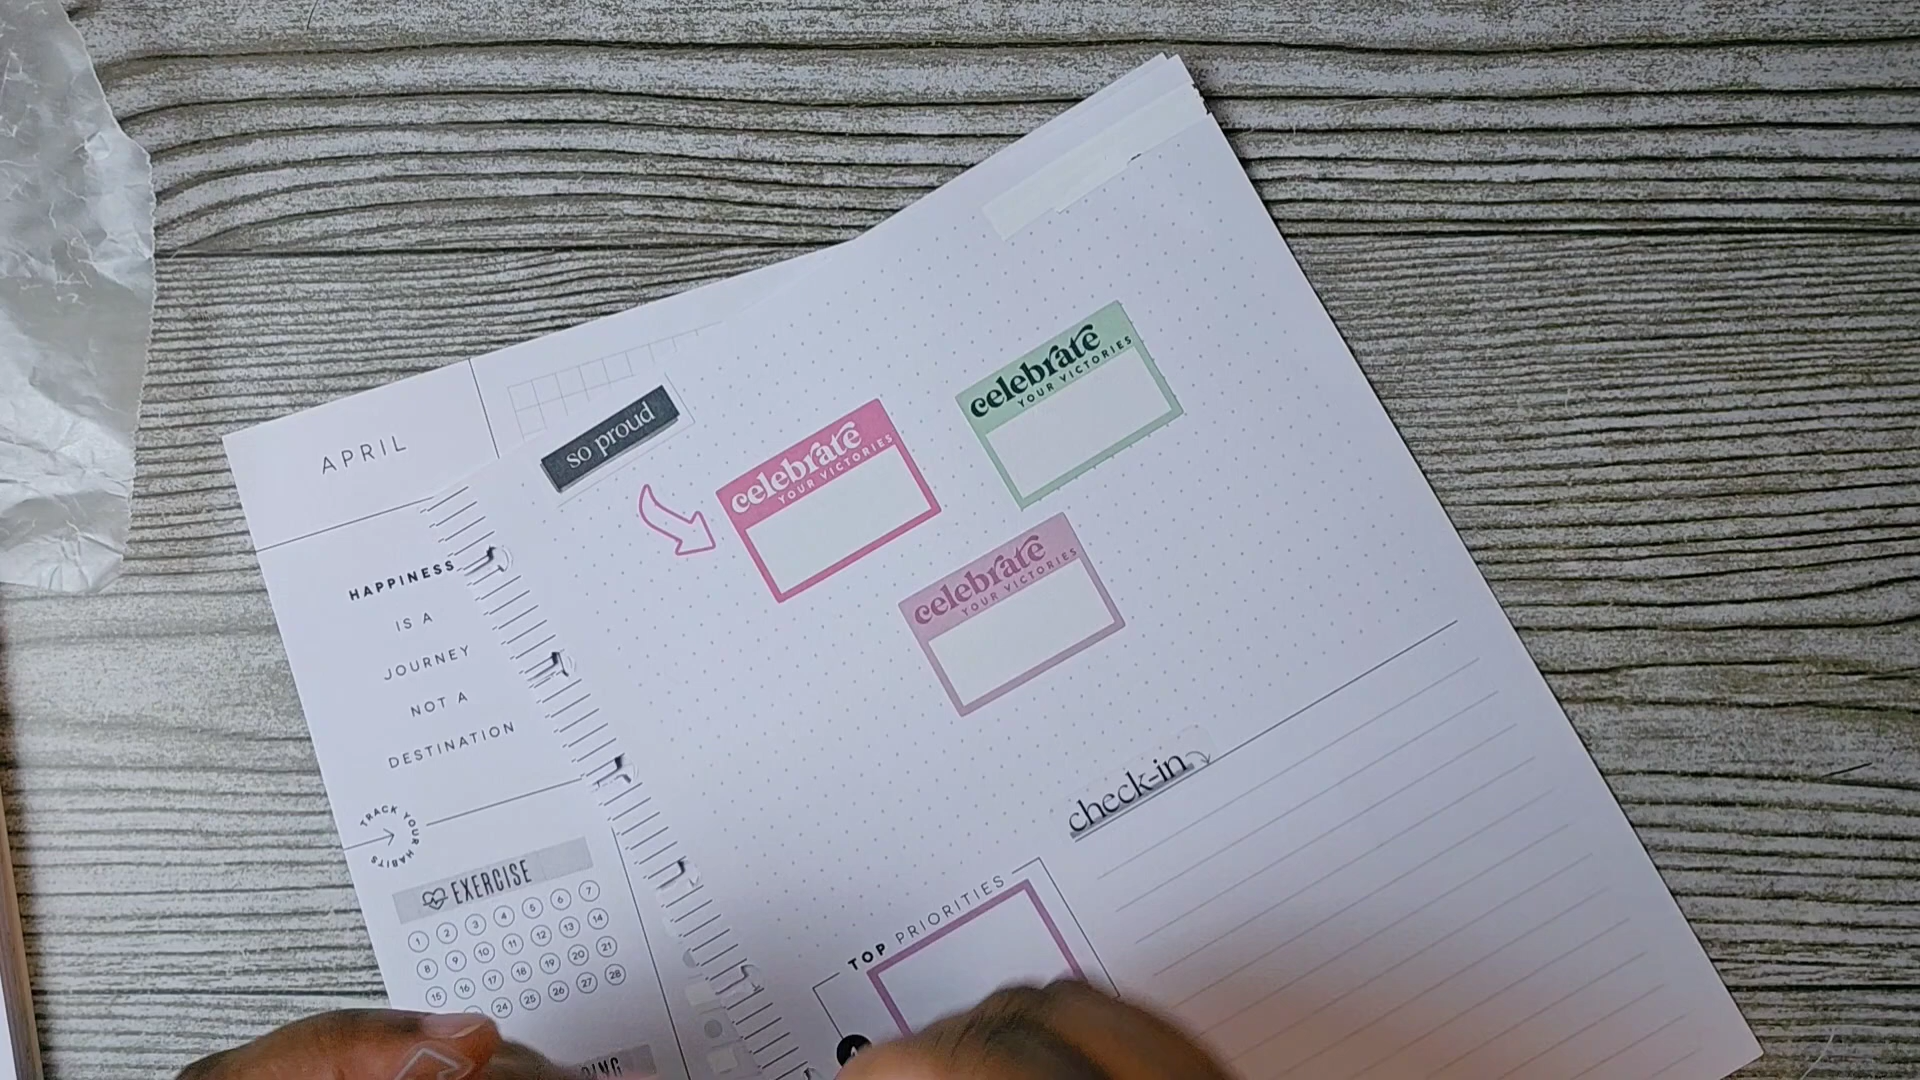 APRIL
HAPPINESS
IS A
JOURNEY
NOT A
DESTINATION
TRACK YOUR HABITS
EXERCISE
1 2 3 4 5 6 7
8 9 10 11 12 13 14
15 16 17 18 19 20 21
24 25 26 27 28
so proud
celebrate
YOUR VICTORIES
celebrate
YOUR VICTORIES
celebrate
YOUR VICTORIES
check-in
TOP PRIORITIES